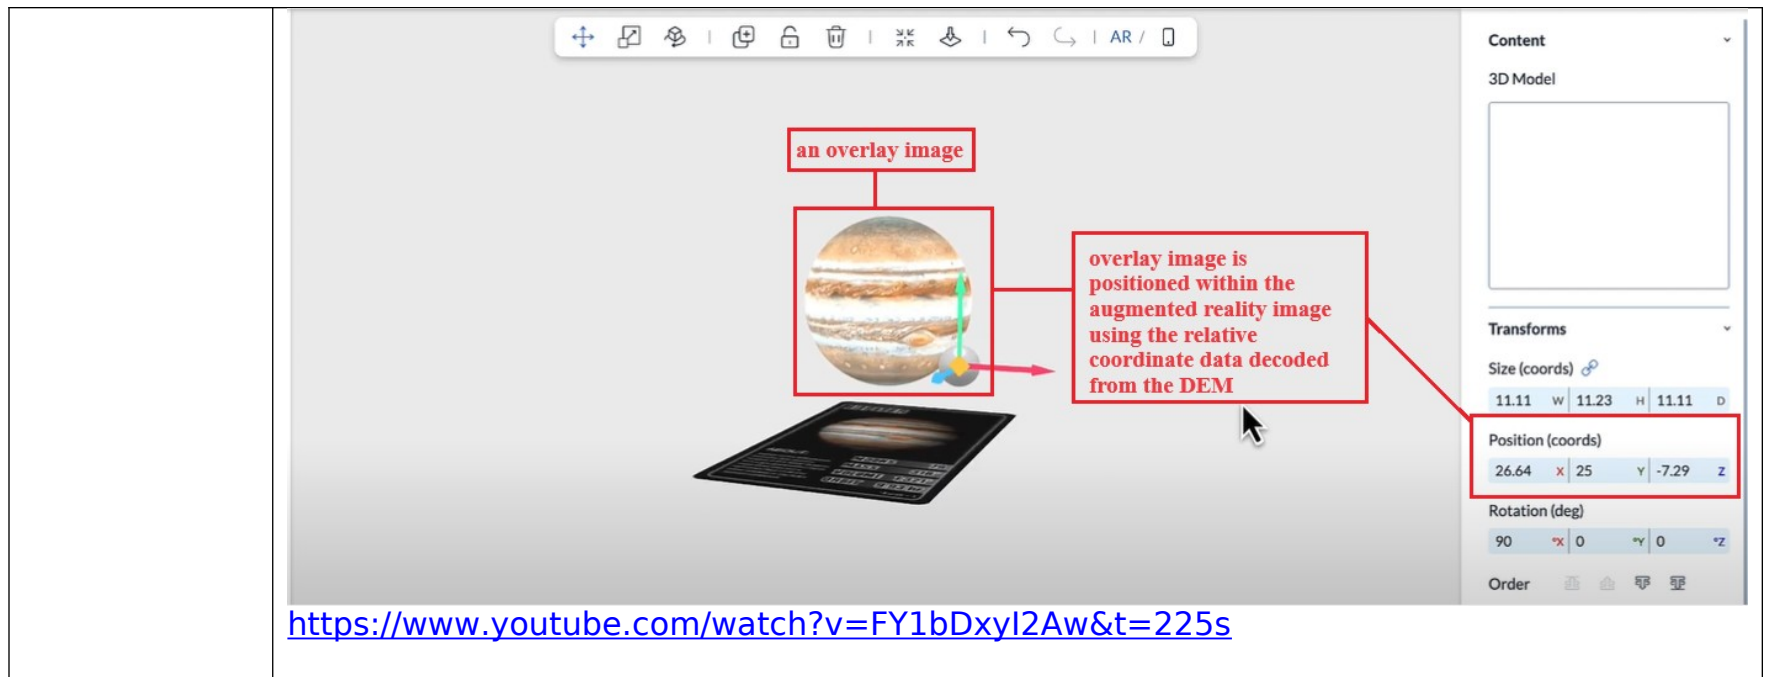 AR /
Content
3D Model
an overlay image
overlay image is
positioned within the
augmented reality image
using the relative
coordinate data decoded
from the DEM
Transforms
Size (coords)
11.11 W 11.23 H 11.11 D
Position (coords)
26.64 X 25 Y -7.29 Z
Rotation (deg)
90 °X 0 °Y 0 °Z
Order
https://www.youtube.com/watch?v=FY1bDxyI2Aw&t=225s